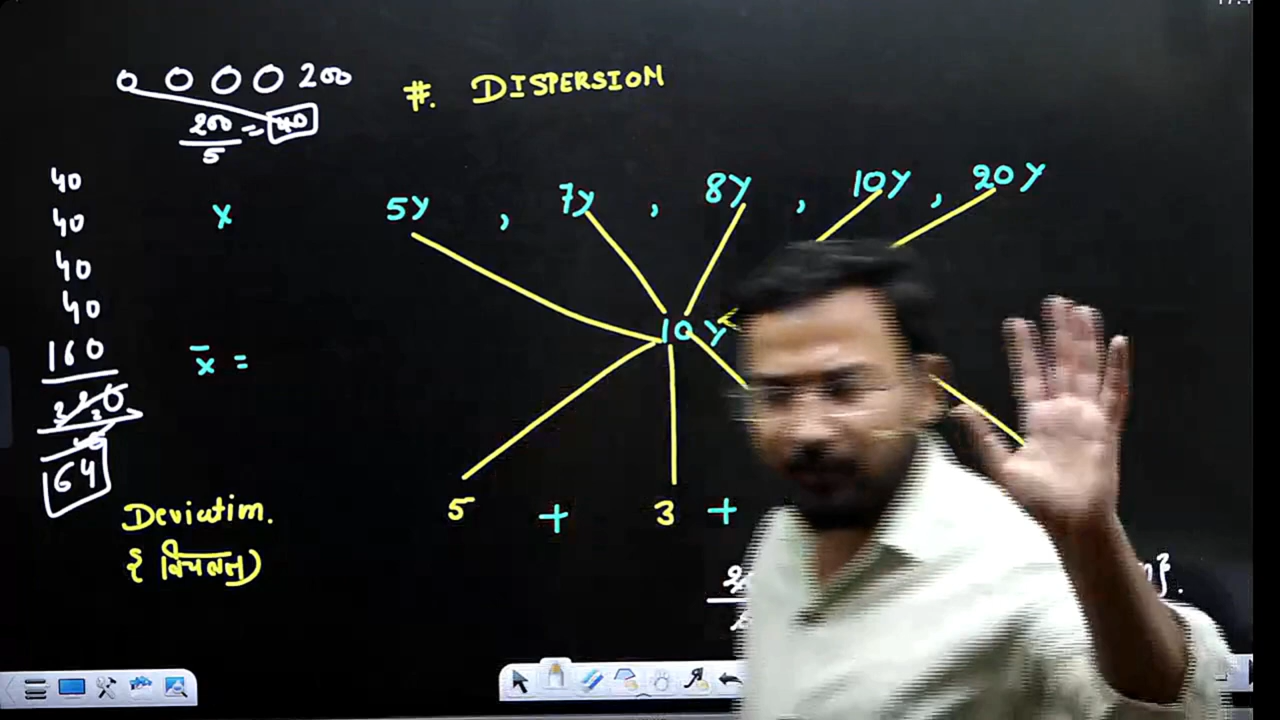 0 0 0 0 200
200/5 = 40
#. DISPERSION
40
40
40
40
160
64
x 5y , 7y , 8y , 10y , 20y
x̄ = 10 y
Deviation.
{ विचलन)
5 + 3 +